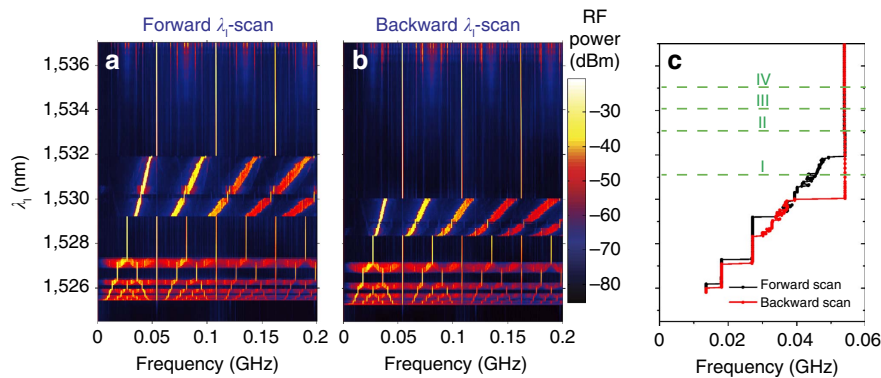 Forward λI-scan
Backward λI-scan
RF
power
(dBm)
a
b
c
1,536
1,534
1,532
1,530
1,528
1,526
λI (nm)
0
0.05
0.1
0.15
0.2
Frequency (GHz)
0
0.05
0.1
0.15
0.2
Frequency (GHz)
–30
–40
–50
–60
–70
–80
IV
III
II
I
Forward scan
Backward scan
0
0.02
0.04
0.06
Frequency (GHz)